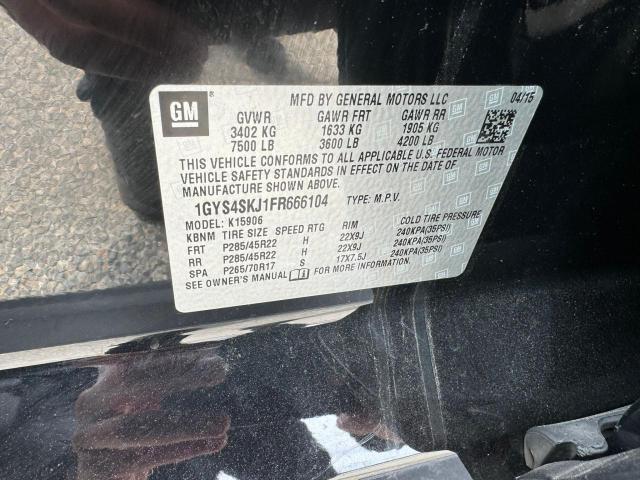 GM®
MFD BY GENERAL MOTORS LLC 04/15
GVWR GAWR FRT GAWR RR
3402 KG 1633 KG 1905 KG
7500 LB 3600 LB 4200 LB
THIS VEHICLE CONFORMS TO ALL APPLICABLE U.S. FEDERAL MOTOR
VEHICLE SAFETY STANDARDS IN EFFECT ON THE DATE OF
MANUFACTURE SHOWN ABOVE.
1GYS4SKJ1FR666104 TYPE: M.P.V.
MODEL: K15906
KBNM TIRE SIZE SPEED RTG RIM COLD TIRE PRESSURE
FRT P285/45R22 H 22X9J 240KPA(35PSI)
RR P285/45R22 H 22X9J 240KPA(35PSI)
SPA P265/70R17 S 17X7.5J 240KPA(35PSI)
SEE OWNER'S MANUAL FOR MORE INFORMATION.